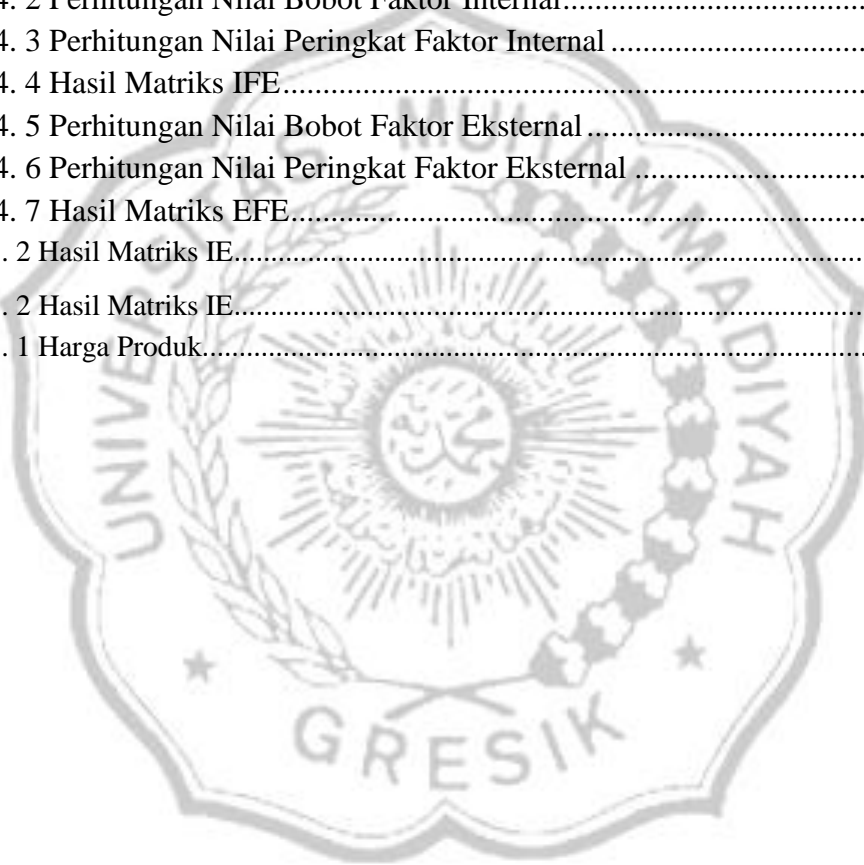 4. 2 Perhitungan Nilai Bobot Faktor Internal..........................................
4. 3 Perhitungan Nilai Peringkat Faktor Internal ....................................
4. 4 Hasil Matriks IFE..............................................................................
4. 5 Perhitungan Nilai Bobot Faktor Eksternal .......................................
4. 6 Perhitungan Nilai Peringkat Faktor Eksternal .................................
4. 7 Hasil Matriks EFE.............................................................................
. 2 Hasil Matriks IE....................................................................................
. 2 Hasil Matriks IE....................................................................................
. 1 Harga Produk........................................................................................
UNIVERSITAS MUHAMMADIYAH
GRESIK